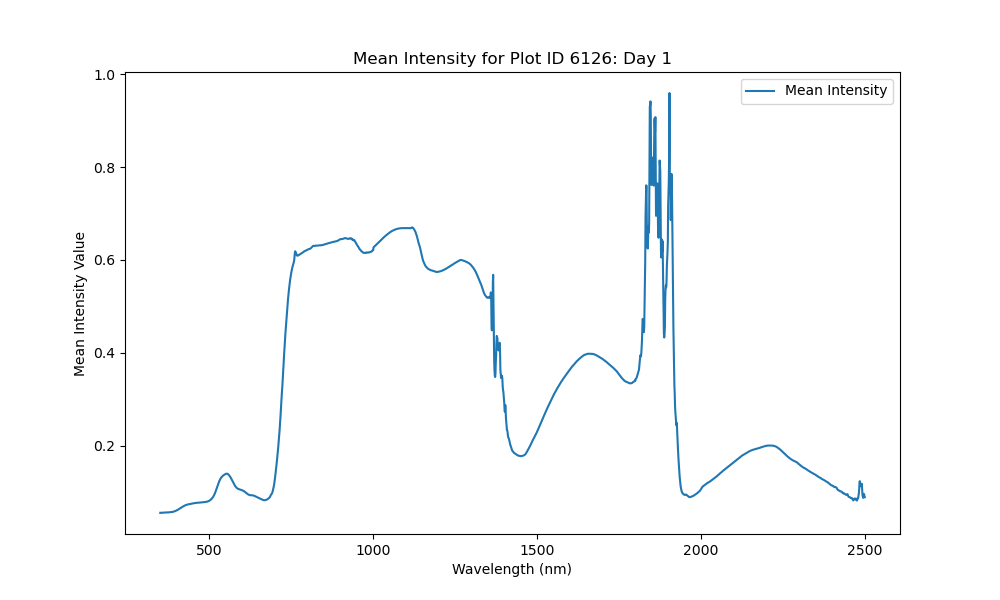 Mean Intensity for Plot ID 6126: Day 1
Mean Intensity
Mean Intensity Value
1.0
0.8
0.6
0.4
0.2
500
1000
1500
2000
2500
Wavelength (nm)